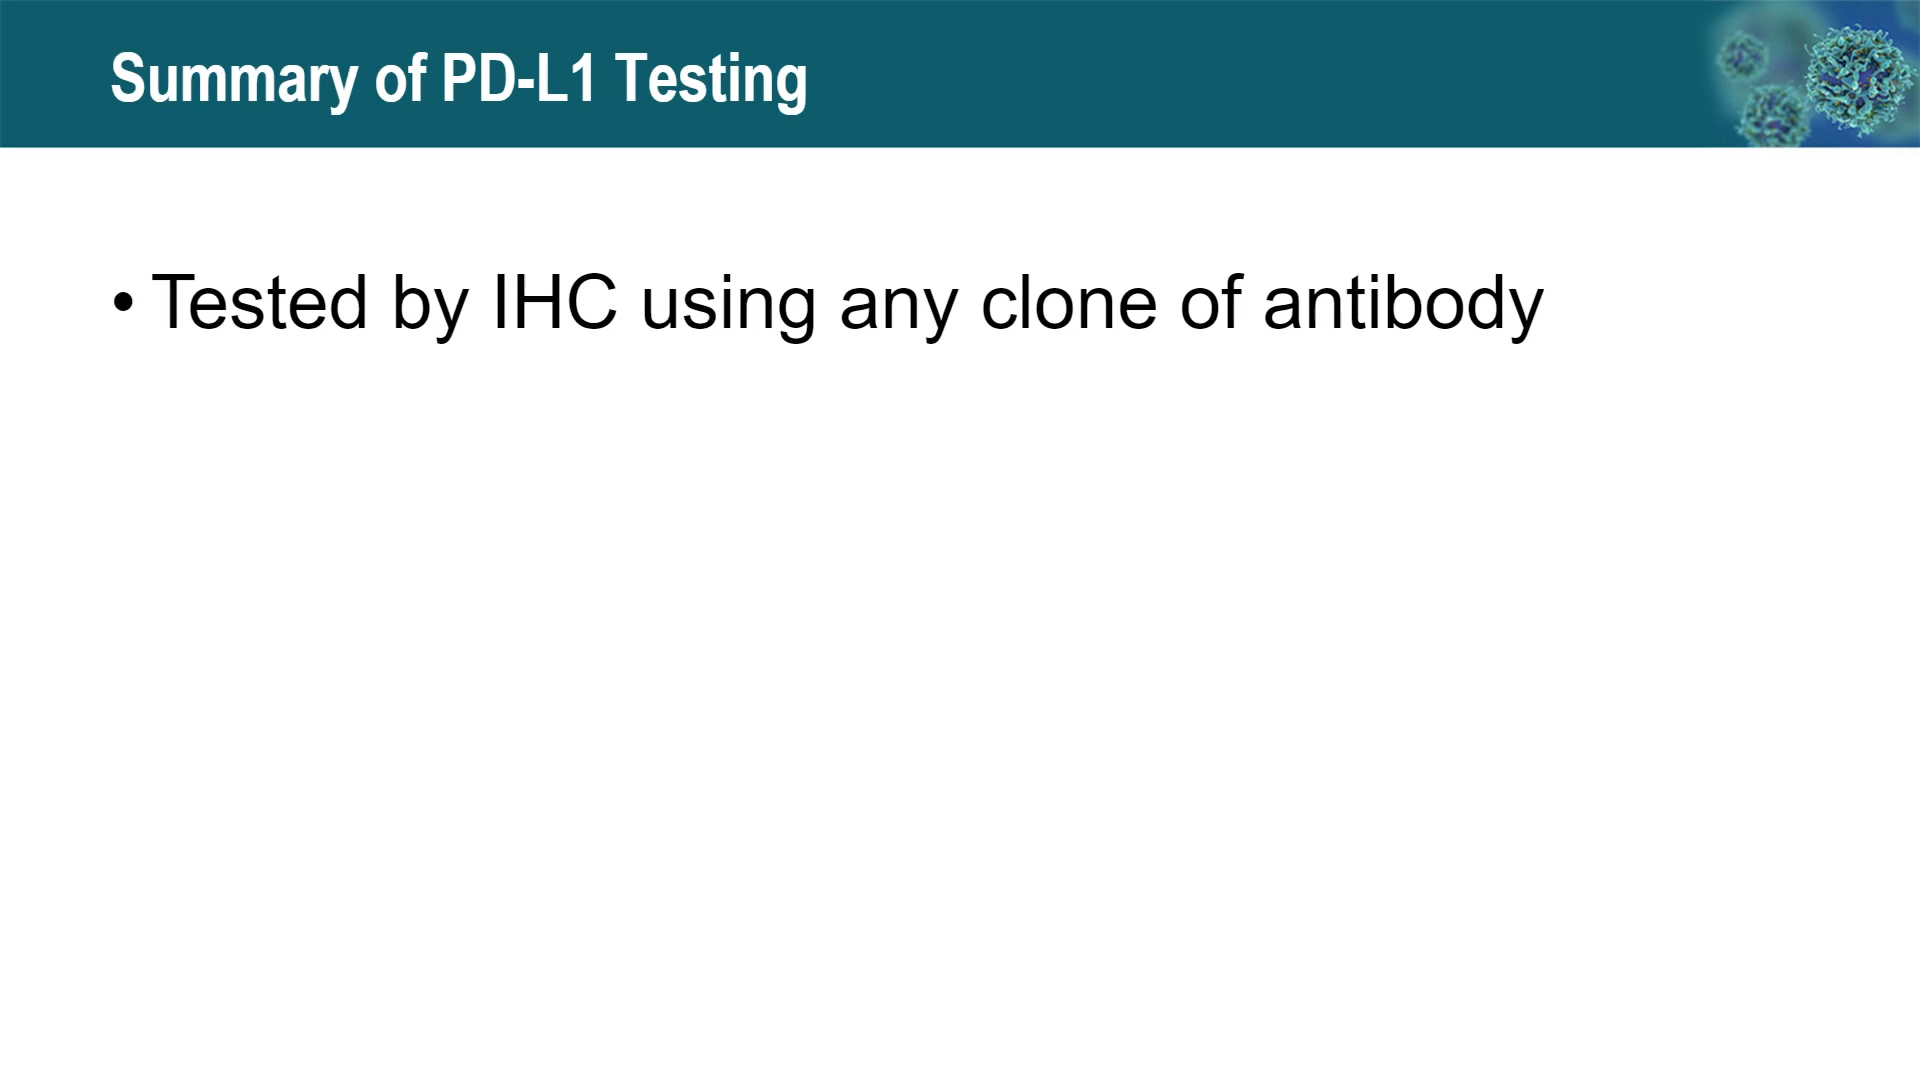 Summary of PD-L1 Testing
• Tested by IHC using any clone of antibody